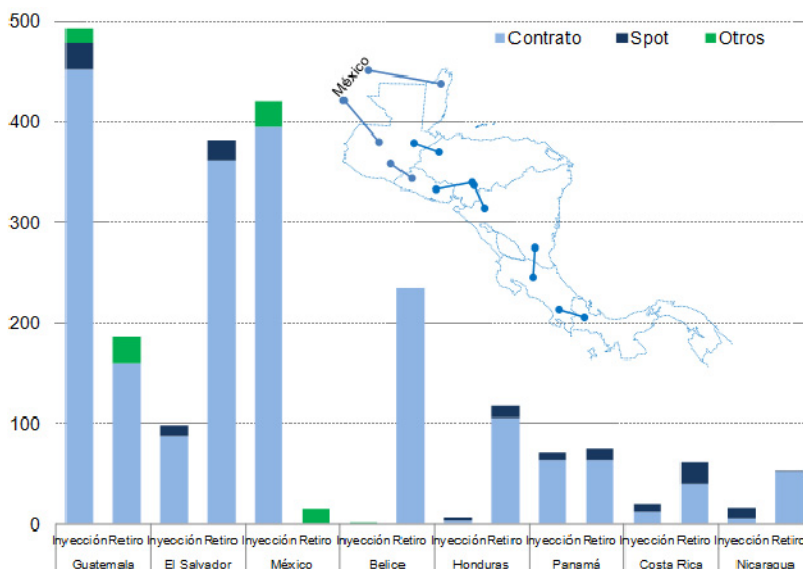 500
Contrato Spot Otros
México
400
300
200
100
0
Inyección Retiro Inyección Retiro Inyección Retiro Inyección Retiro Inyección Retiro Inyección Retiro Inyección Retiro Inyección Retiro
Guatemala El Salvador México Belice Honduras Panamá Costa Rica Nicaragua